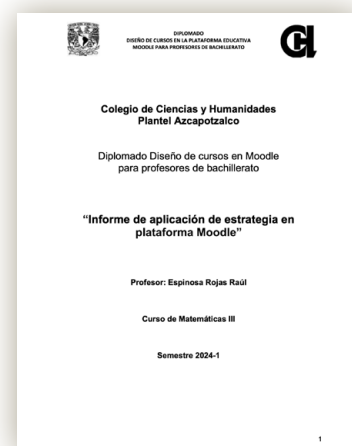 DIPLOMADO
DISEÑO DE CURSOS EN LA PLATAFORMA EDUCATIVA
MOODLE PARA PROFESORES DE BACHILLERATO
Colegio de Ciencias y Humanidades
Plantel Azcapotzalco
Diplomado Diseño de cursos en Moodle
para profesores de bachillerato
“Informe de aplicación de estrategia en
plataforma Moodle”
Profesor: Espinosa Rojas Raúl
Curso de Matemáticas III
Semestre 2024-1
1